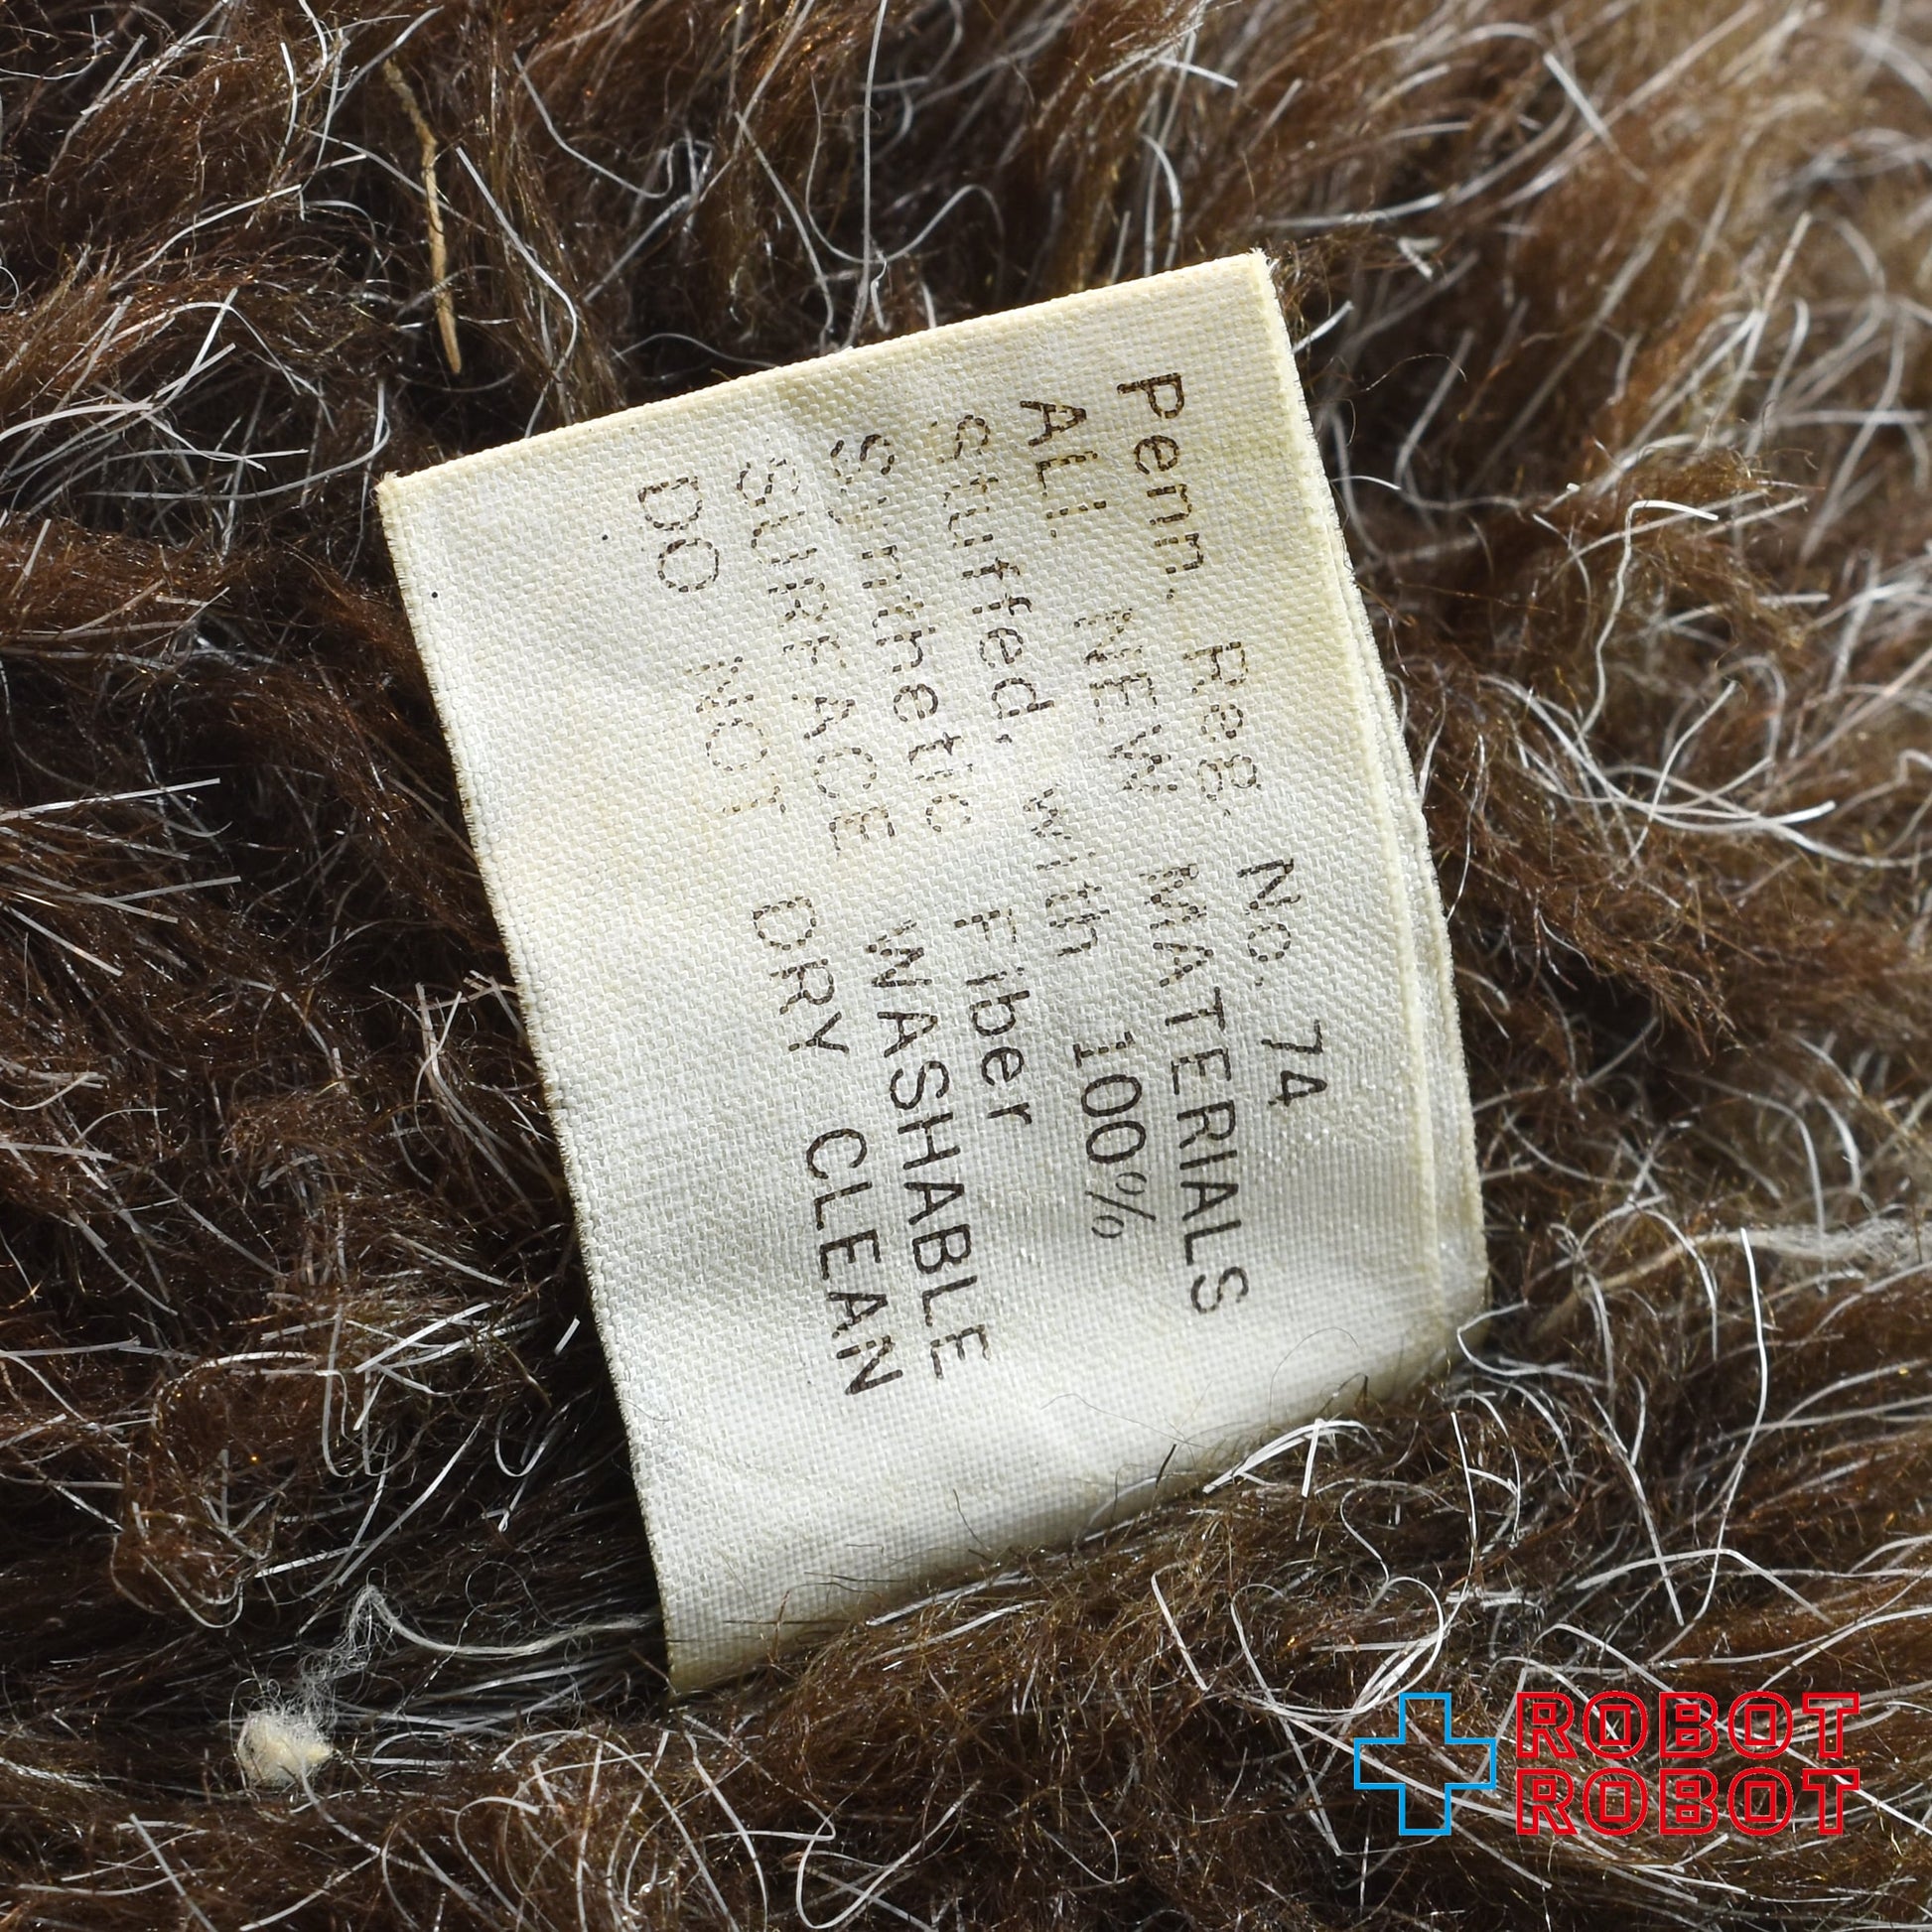 Penn. Reg. No. 74
ALL NEW MATERIALS
Stuffed with 100%
Synthetic Fiber
SURFACE WASHABLE
DO NOT DRY CLEAN
ROBOT
ROBOT